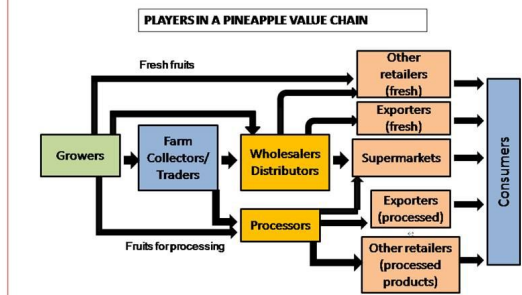 PLAYERS IN A PINEAPPLE VALUE CHAIN
Fresh fruits
Growers
Farm
Collectors/
Traders
Wholesalers
Distributors
Processors
Fruits for processing
Other
retailers
(fresh)
Exporters
(fresh)
Supermarkets
Exporters
(processed)
Other retailers
(processed
products)
Consumers